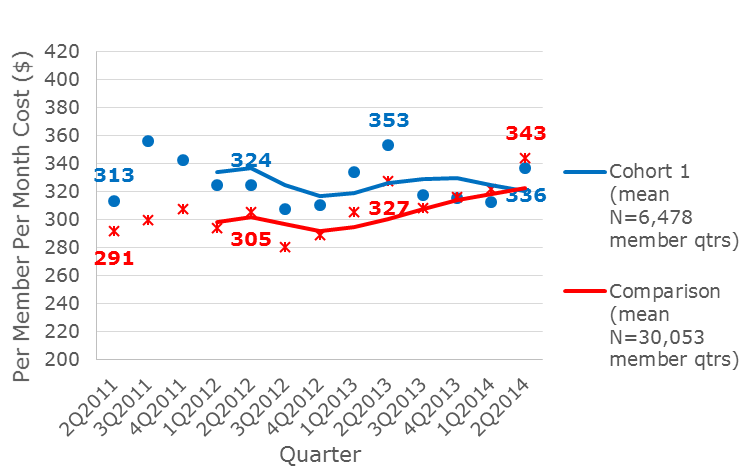 Per Member Per Month Cost ($)
420
400
380
360
340
320
300
280
260
240
220
200
313
324
353
343
336
291
305
327
2Q2011
3Q2011
4Q2011
1Q2012
2Q2012
3Q2012
4Q2012
1Q2013
2Q2013
3Q2013
4Q2013
1Q2014
2Q2014
Quarter
Cohort 1
(mean
N=6,478
member qtrs)
Comparison
(mean
N=30,053
member qtrs)